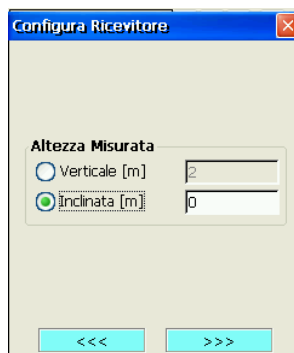 Configura Ricevitore
Altezza Misurata
Verticale [m] 2
Inclinata [m] 0
<<< >>>